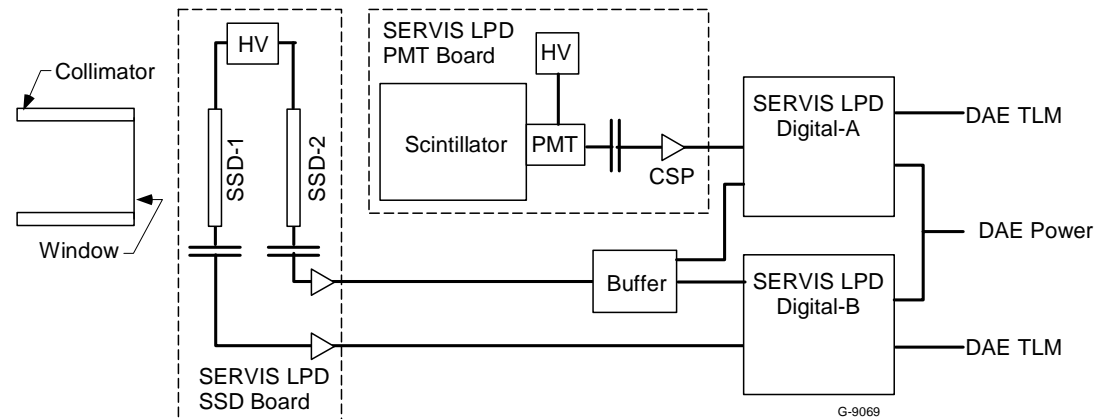 Collimator
Window
HV
SSD-1
SSD-2
SERVIS LPD
SSD Board
SERVIS LPD
PMT Board
HV
Scintillator
PMT
CSP
Buffer
SERVIS LPD
Digital-A
SERVIS LPD
Digital-B
DAE TLM
DAE Power
DAE TLM
G-9069